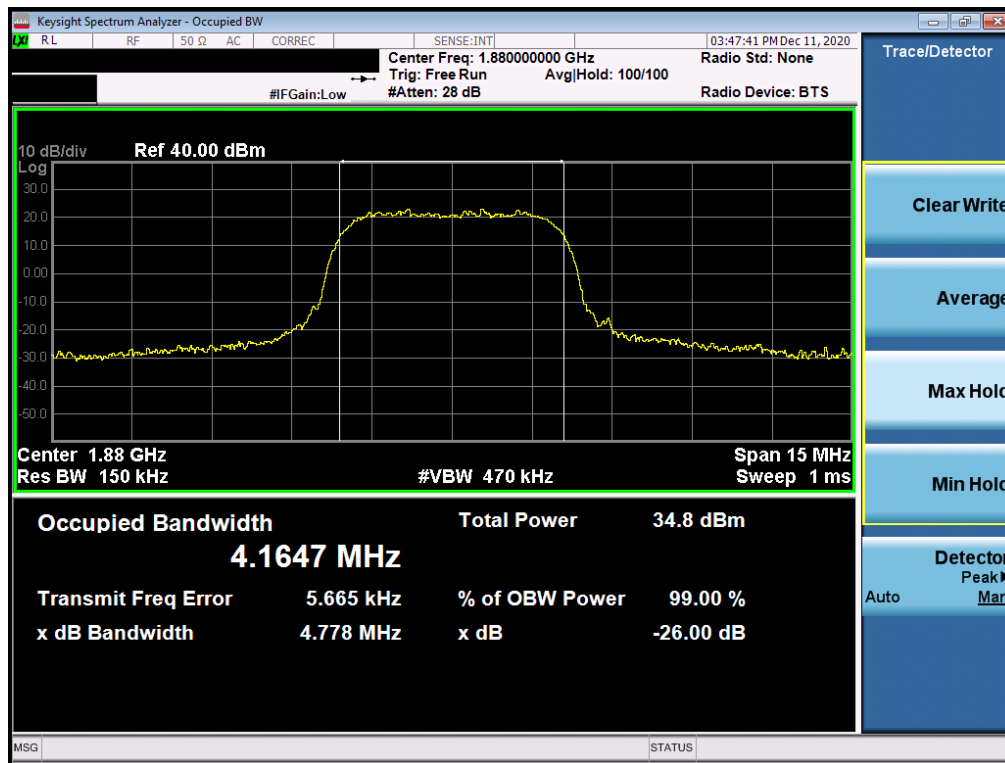 Keysight Spectrum Analyzer - Occupied BW
LXI RL RF 50 Ω AC CORREC SENSE:INT 03:47:41 PM Dec 11, 2020
Center Freq: 1.880000000 GHz Radio Std: None
Trig: Free Run Avg|Hold: 100/100
#IFGain:Low #Atten: 28 dB Radio Device: BTS
Trace/Detector
10 dB/div Ref 40.00 dBm
Log
30.0
20.0
10.0
0.00
-10.0
-20.0
-30.0
-40.0
-50.0
Center 1.88 GHz Span 15 MHz
Res BW 150 kHz #VBW 470 kHz Sweep 1 ms
Occupied Bandwidth Total Power 34.8 dBm
4.1647 MHz
Transmit Freq Error 5.665 kHz % of OBW Power 99.00 %
x dB Bandwidth 4.778 MHz x dB -26.00 dB
Clear Write
Average
Max Hold
Min Hold
Detector
Peak
Auto Man
MSG STATUS